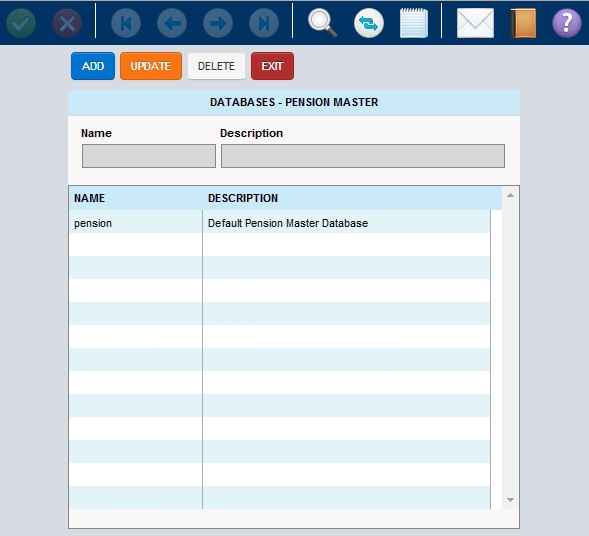 ADD UPDATE DELETE EXIT
DATABASES - PENSION MASTER
Name Description
NAME DESCRIPTION
pension Default Pension Master Database